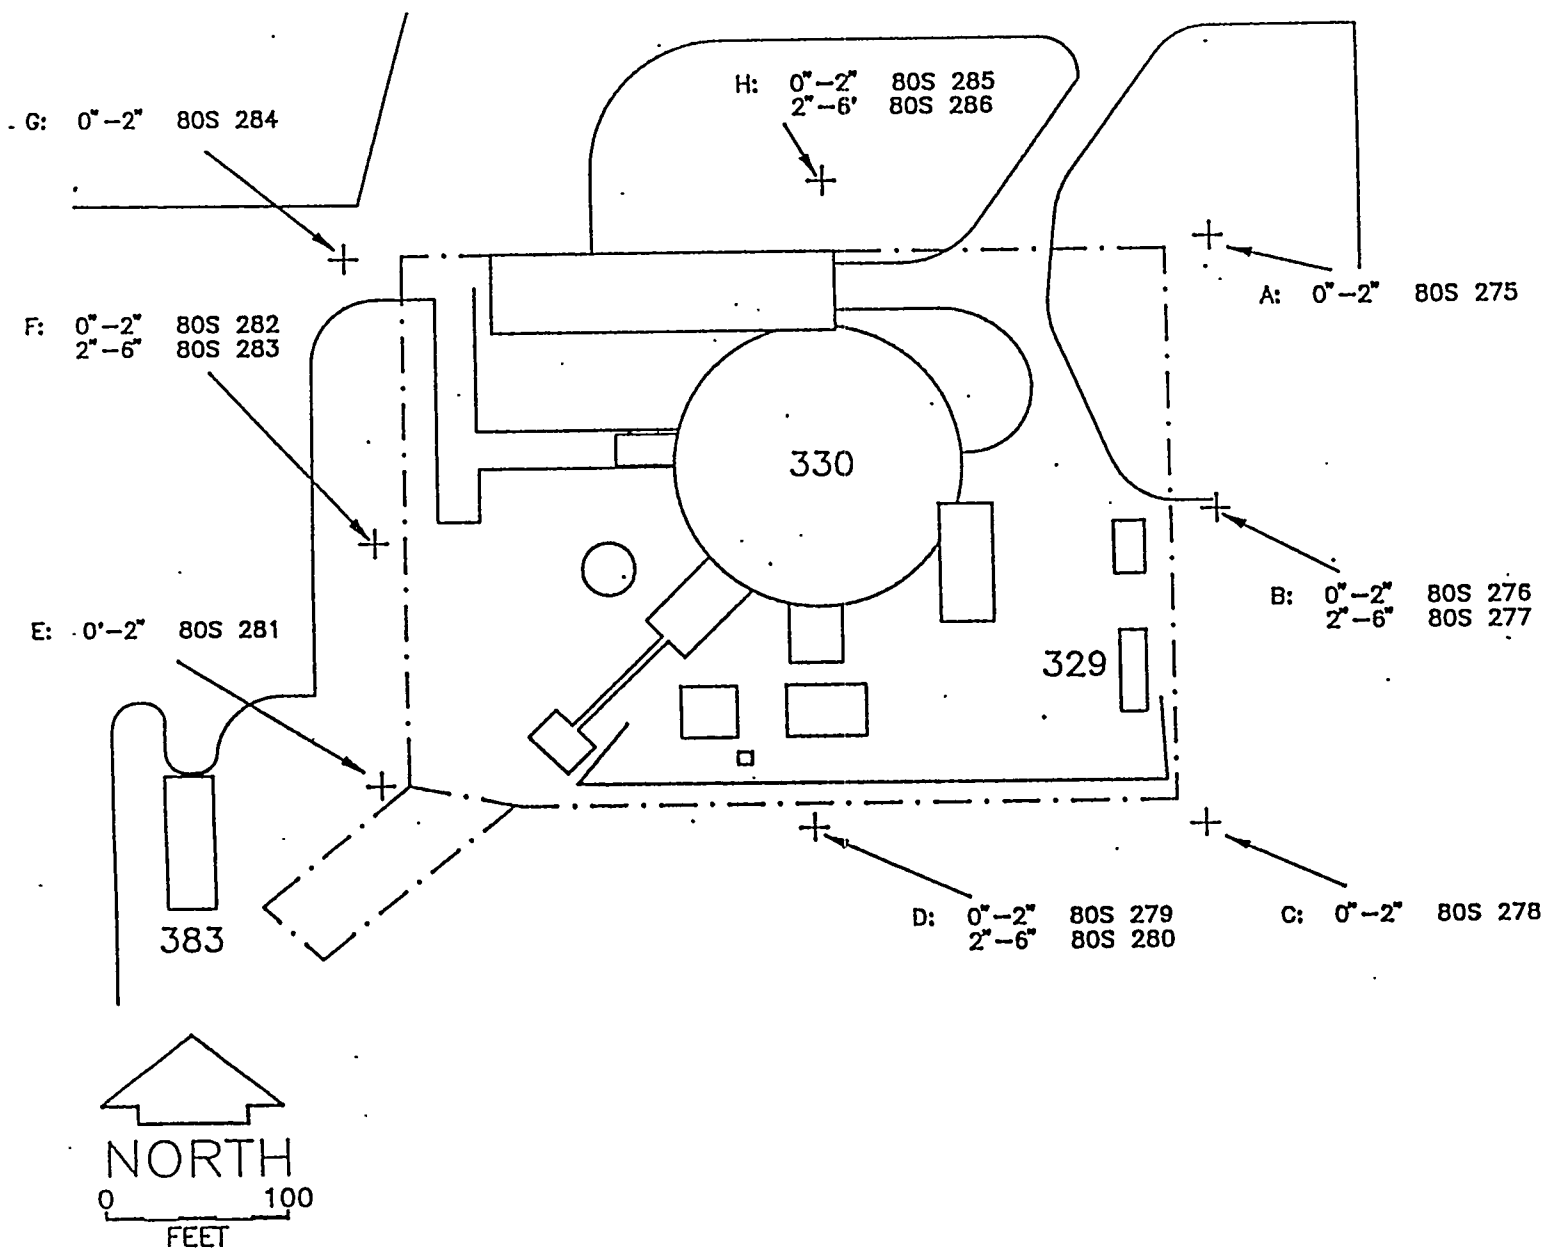 H: 0"-2" 80S 285
2"-6' 80S 286
G: 0"-2" 80S 284
A: 0"-2" 80S 275
F: 0"-2" 80S 282
2"-6" 80S 283
330
B: 0"-2" 80S 276
2"-6" 80S 277
E: 0'-2" 80S 281
329
D: 0"-2" 80S 279
2"-6" 80S 280
C: 0"-2" 80S 278
383
NORTH
0 100
FEET